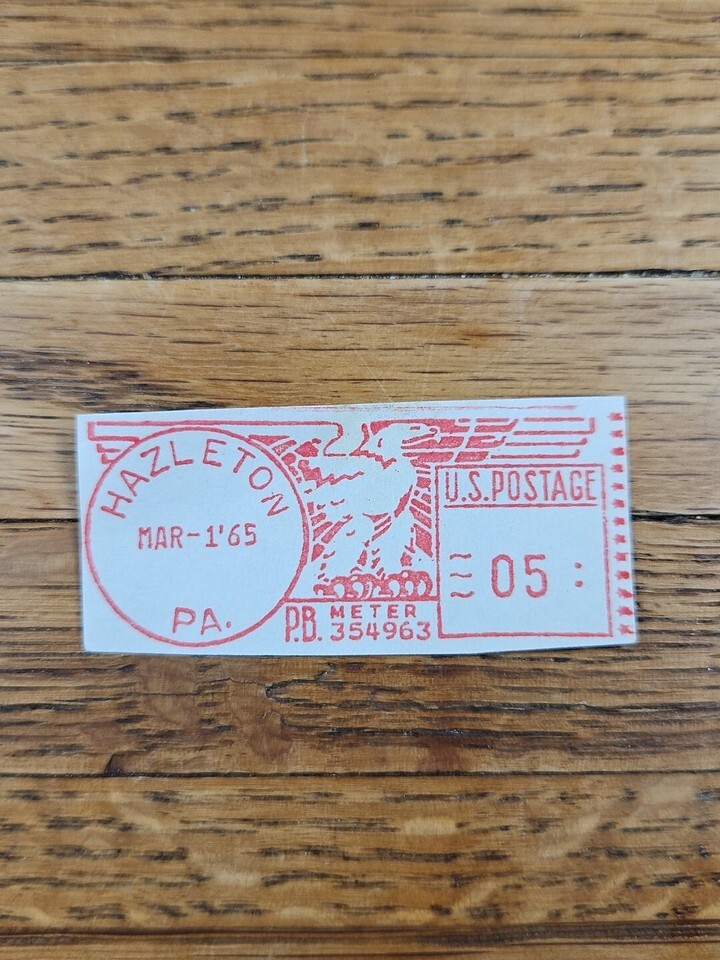 HAZLETON
MAR-1'65
PA.
P.B. METER
354963
U.S.POSTAGE
05